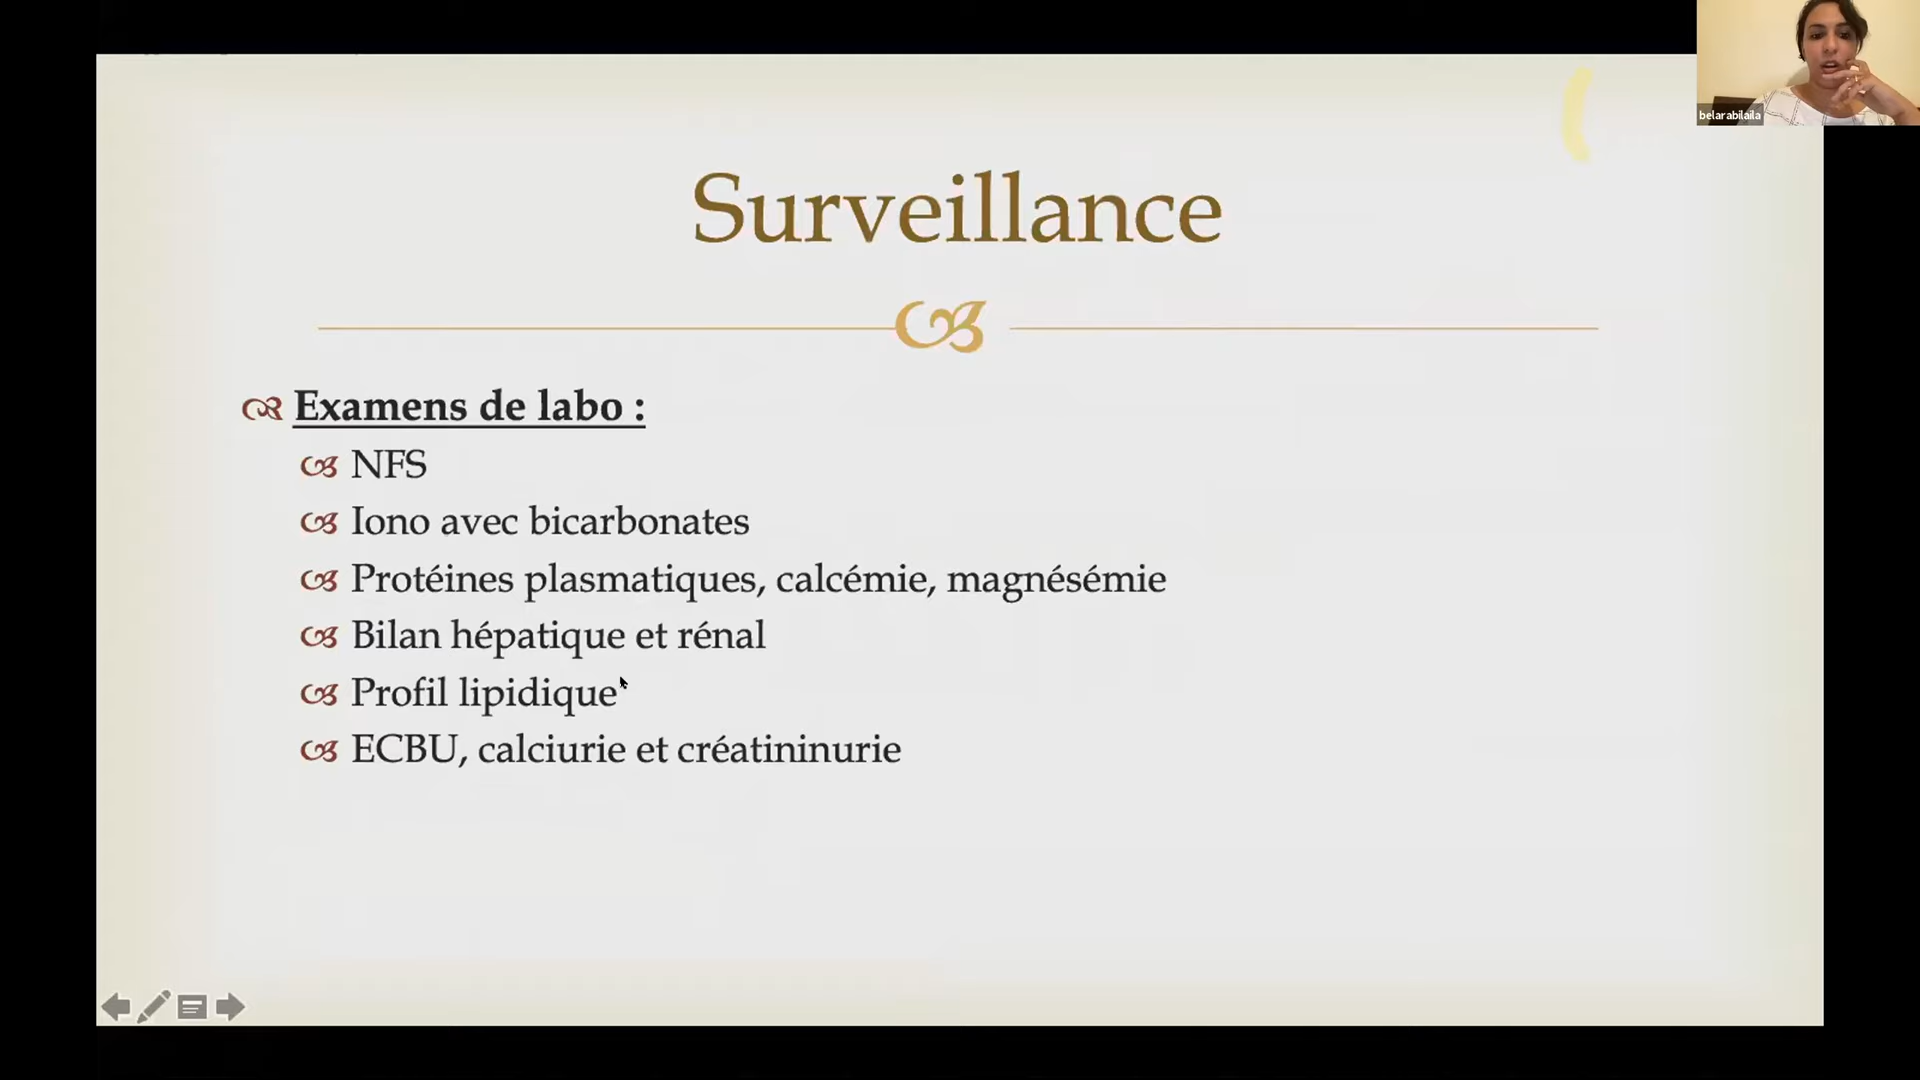 belarabilaila
Surveillance
Examens de labo :
NFS
Iono avec bicarbonates
Protéines plasmatiques, calcémie, magnésémie
Bilan hépatique et rénal
Profil lipidique
ECBU, calciurie et créatininurie